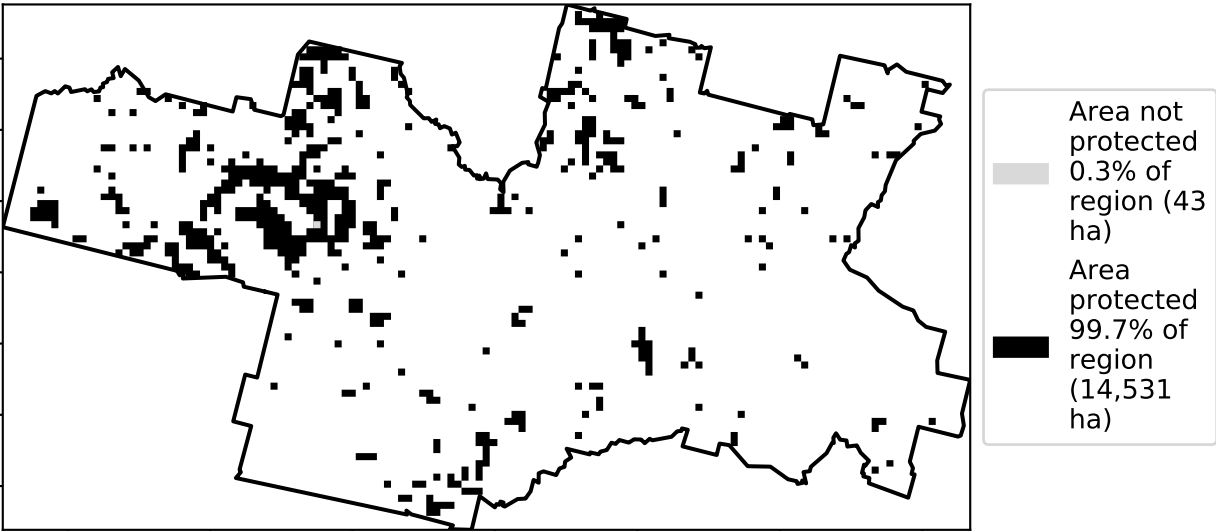 Area not
protected
0.3% of
region (43
ha)
Area
protected
99.7% of
region
(14,531
ha)